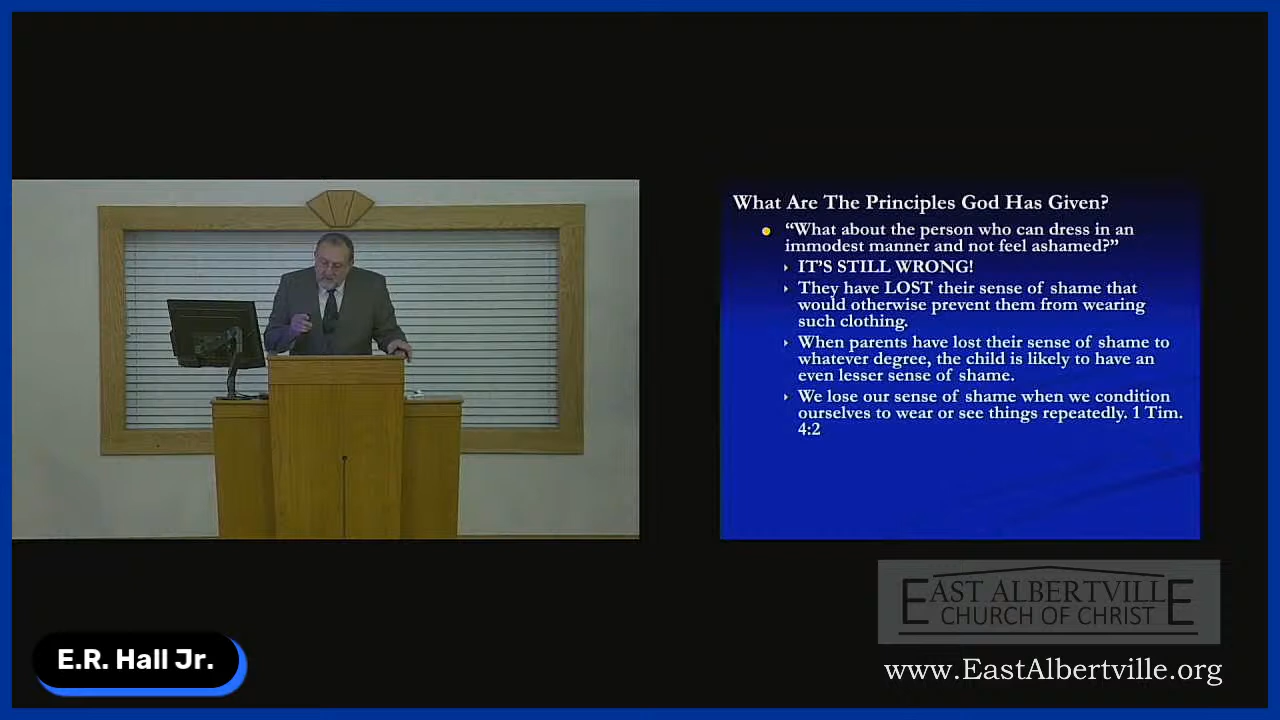 What Are The Principles God Has Given?
“What about the person who can dress in an
immodest manner and not feel ashamed?”
IT'S STILL WRONG!
They have LOST their sense of shame that
would otherwise prevent them from wearing
such clothing.
When parents have lost their sense of shame to
whatever degree, the child is likely to have an
even lesser sense of shame.
We lose our sense of shame when we condition
ourselves to wear or see things repeatedly. 1 Tim.
4:2
EAST ALBERTVILLE
CHURCH OF CHRIST
E.R. Hall Jr.
www.EastAlbertville.org